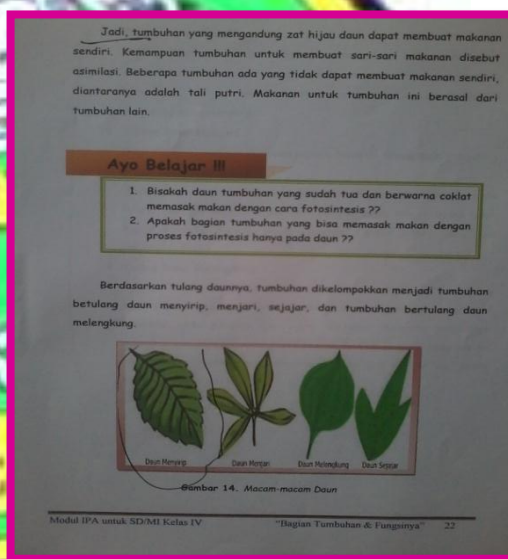 Jadi, tumbuhan yang mengandung zat hijau daun dapat membuat makanan
sendiri. Kemampuan tumbuhan untuk membuat sari-sari makanan disebut
asimilasi. Beberapa tumbuhan ada yang tidak dapat membuat makanan sendiri,
diantaranya adalah tali putri. Makanan untuk tumbuhan ini berasal dari
tumbuhan lain.
Ayo Belajar !!!
1. Bisakah daun tumbuhan yang sudah tua dan berwarna coklat
memasak makan dengan cara fotosintesis ??
2. Apakah bagian tumbuhan yang bisa memasak makan dengan
proses fotosintesis hanya pada daun ??
Berdasarkan tulang daunnya, tumbuhan dikelompokkan menjadi tumbuhan
betulang daun menyirip, menjari, sejajar, dan tumbuhan bertulang daun
melengkung.
Daun Menyirip Daun Menjari Daun Melengkung Daun Sejajar
Gambar 14. Macam-macam Daun
Modul IPA untuk SD/MI Kelas IV "Bagian Tumbuhan & Fungsinya" 22